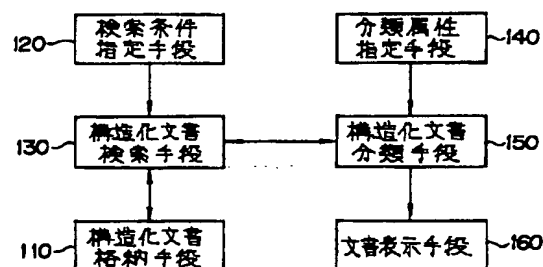 120
検索条件
指定手段
分類属性
指定手段
140
130
構造化文書
検索手段
構造化文書
分類手段
150
110
構造化文書
格納手段
文書表示手段
160